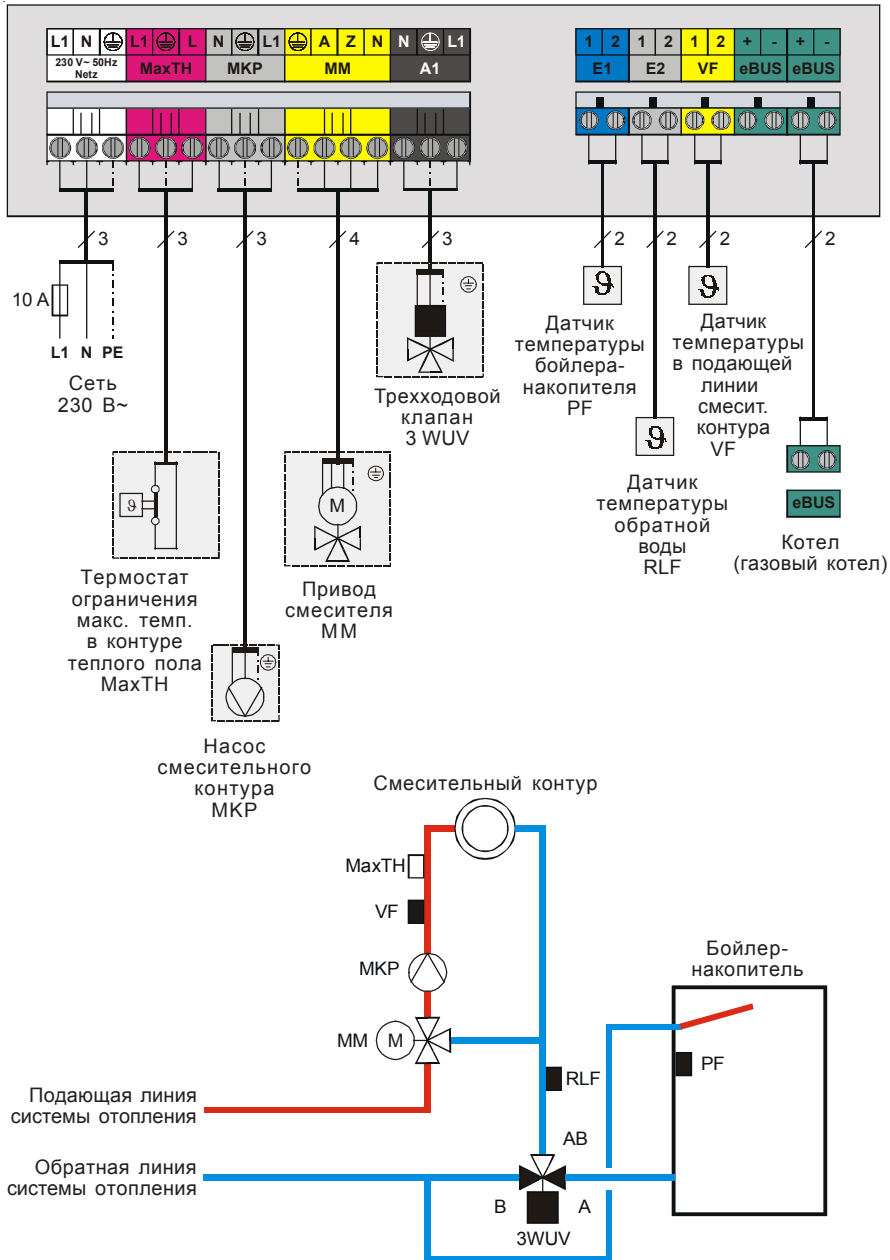 L1 N L1 L N L1 A Z N N L1
230 V~ 50Hz
Netz
MaxTH MKP MM A1
1 2 1 2 1 2 + - + -
E1 E2 VF eBUS eBUS
3 3 3 4 3 2 2 2 2
10 A
L1 N PE
Сеть
230 В~
ϑ
Термостат
ограничения
макс. темп.
в контуре
теплого пола
MaxTH
Насос
смесительного
контура
МКР
M
Привод
смесителя
ММ
Трехходовой
клапан
3 WUV
ϑ
Датчик
температуры
бойлера-
накопителя
PF
ϑ
Датчик
температуры
обратной
воды
RLF
ϑ
Датчик
температуры
в подающей
линии
смесит.
контура
VF
eBUS
Котел
(газовый котел)
Смесительный контур
MaxTH
VF
MKP
MM M
RLF
AB
B A
3WUV
Бойлер-
накопитель
PF
Подающая линия
системы отопления
Обратная линия
системы отопления